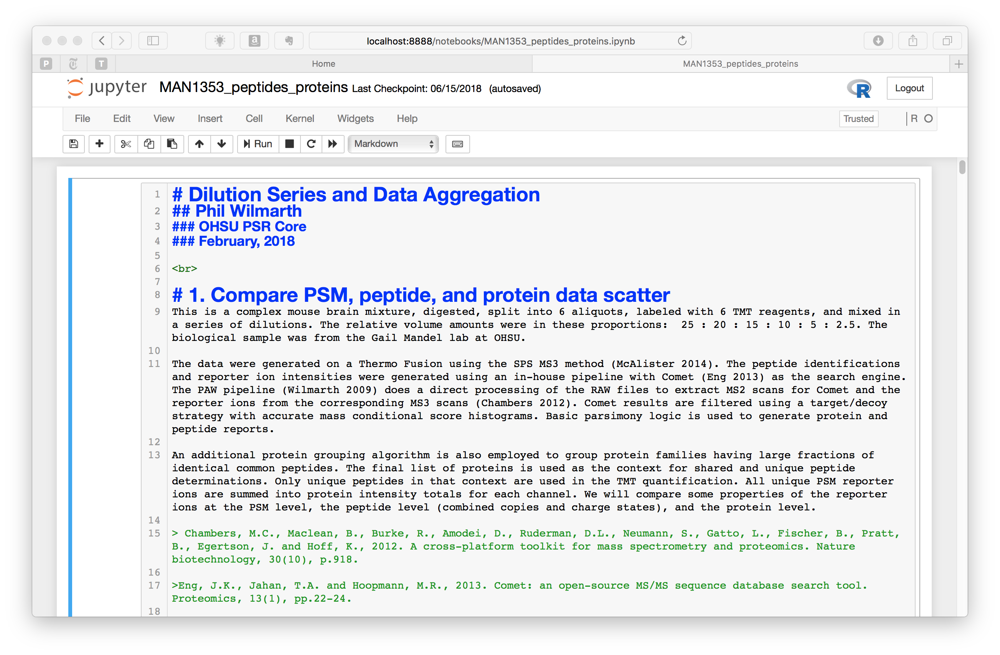 localhost:8888/notebooks/MAN1353_peptides_proteins.ipynb
P T T Home MAN1353_peptides_proteins
jupyter MAN1353_peptides_proteins Last Checkpoint: 06/15/2018 (autosaved) R Logout
File Edit View Insert Cell Kernel Widgets Help Trusted R
Run Markdown
1 # Dilution Series and Data Aggregation
2 ## Phil Wilmarth
3 ### OHSU PSR Core
4 ### February, 2018
5
6 <br>
7
8 # 1. Compare PSM, peptide, and protein data scatter
9 This is a complex mouse brain mixture, digested, split into 6 aliquots, labeled with 6 TMT reagents, and mixed in
a series of dilutions. The relative volume amounts were in these proportions:  25 : 20 : 15 : 10 : 5 : 2.5. The
biological sample was from the Gail Mandel lab at OHSU.
10
11 The data were generated on a Thermo Fusion using the SPS MS3 method (McAlister 2014). The peptide identifications
and reporter ion intensities were generated using an in-house pipeline with Comet (Eng 2013) as the search engine.
The PAW pipeline (Wilmarth 2009) does a direct processing of the RAW files to extract MS2 scans for Comet and the
reporter ions from the corresponding MS3 scans (Chambers 2012). Comet results are filtered using a target/decoy
strategy with accurate mass conditional score histograms. Basic parsimony logic is used to generate protein and
peptide reports.
12
13 An additional protein grouping algorithm is also employed to group protein families having large fractions of
identical common peptides. The final list of proteins is used as the context for shared and unique peptide
determinations. Only unique peptides in that context are used in the TMT quantification. All unique PSM reporter
ions are summed into protein intensity totals for each channel. We will compare some properties of the reporter
ions at the PSM level, the peptide level (combined copies and charge states), and the protein level.
14
15 > Chambers, M.C., Maclean, B., Burke, R., Amodei, D., Ruderman, D.L., Neumann, S., Gatto, L., Fischer, B., Pratt,
B., Egertson, J. and Hoff, K., 2012. A cross-platform toolkit for mass spectrometry and proteomics. Nature
biotechnology, 30(10), p.918.
16
17 >Eng, J.K., Jahan, T.A. and Hoopmann, M.R., 2013. Comet: an open-source MS/MS sequence database search tool.
Proteomics, 13(1), pp.22-24.
18